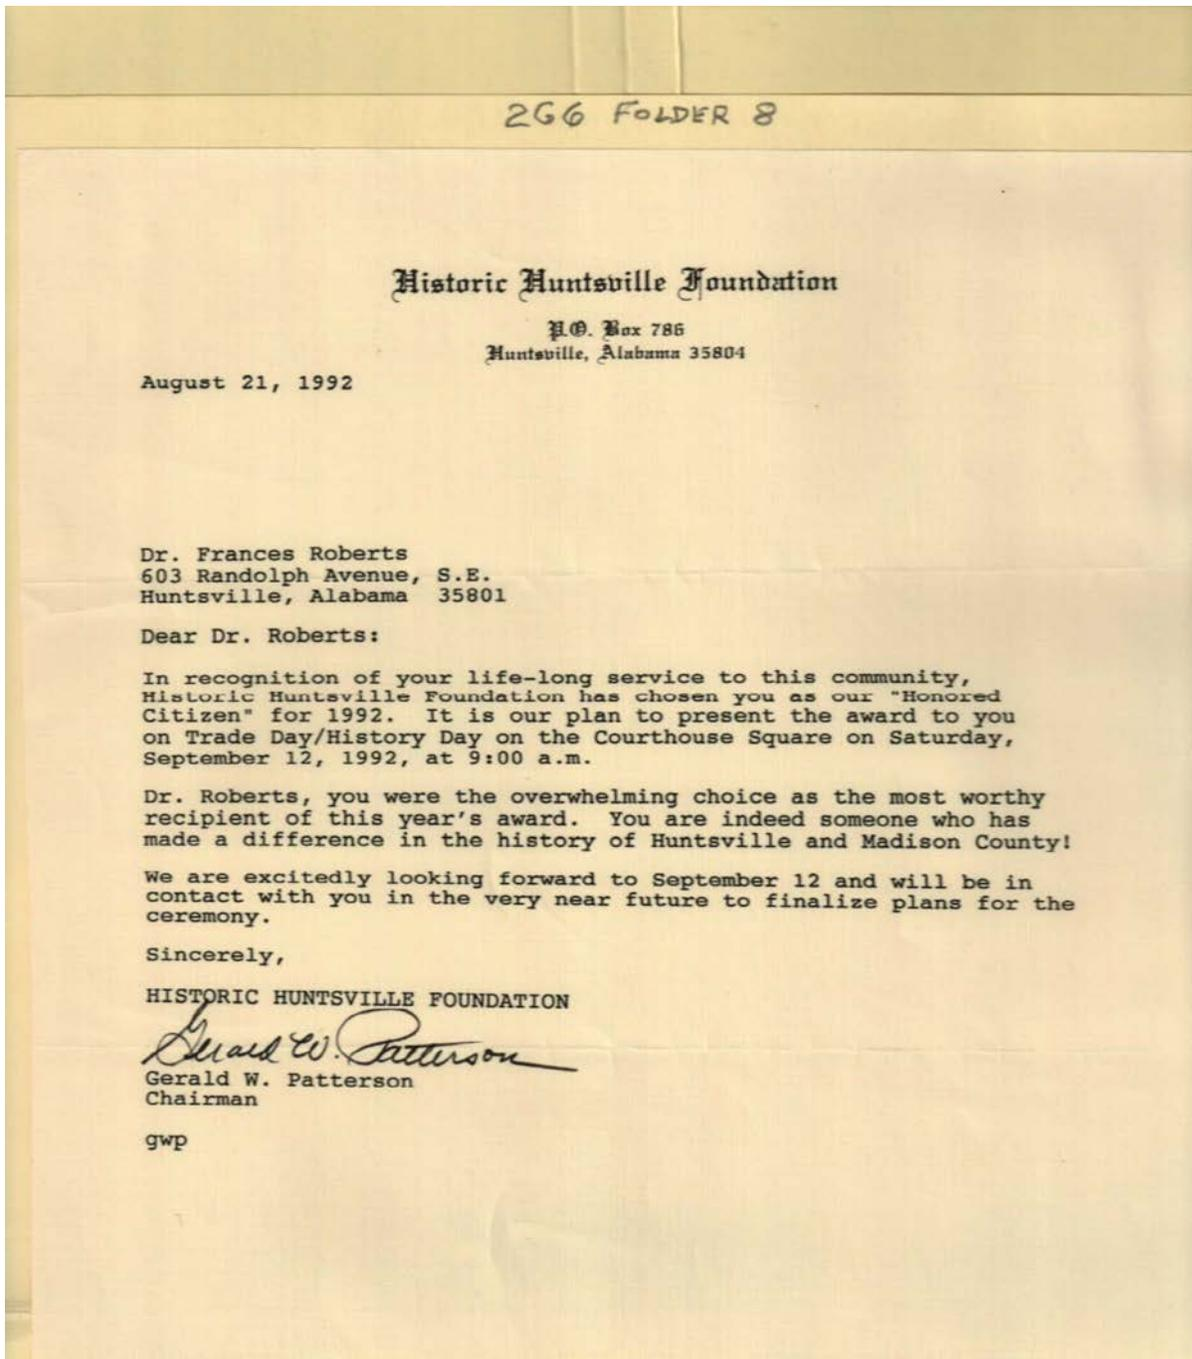 2G6 FOLDER 8
Historic Huntsville Foundation
P.O. Box 786
Huntsville, Alabama 35804
August 21, 1992
Dr. Frances Roberts
603 Randolph Avenue, S.E.
Huntsville, Alabama  35801
Dear Dr. Roberts:
In recognition of your life-long service to this community,
Historic Huntsville Foundation has chosen you as our "Honored
Citizen" for 1992.  It is our plan to present the award to you
on Trade Day/History Day on the Courthouse Square on Saturday,
September 12, 1992, at 9:00 a.m.
Dr. Roberts, you were the overwhelming choice as the most worthy
recipient of this year's award.  You are indeed someone who has
made a difference in the history of Huntsville and Madison County!
We are excitedly looking forward to September 12 and will be in
contact with you in the very near future to finalize plans for the
ceremony.
Sincerely,
HISTORIC HUNTSVILLE FOUNDATION
Gerald W. Patterson
Gerald W. Patterson
Chairman
gwp